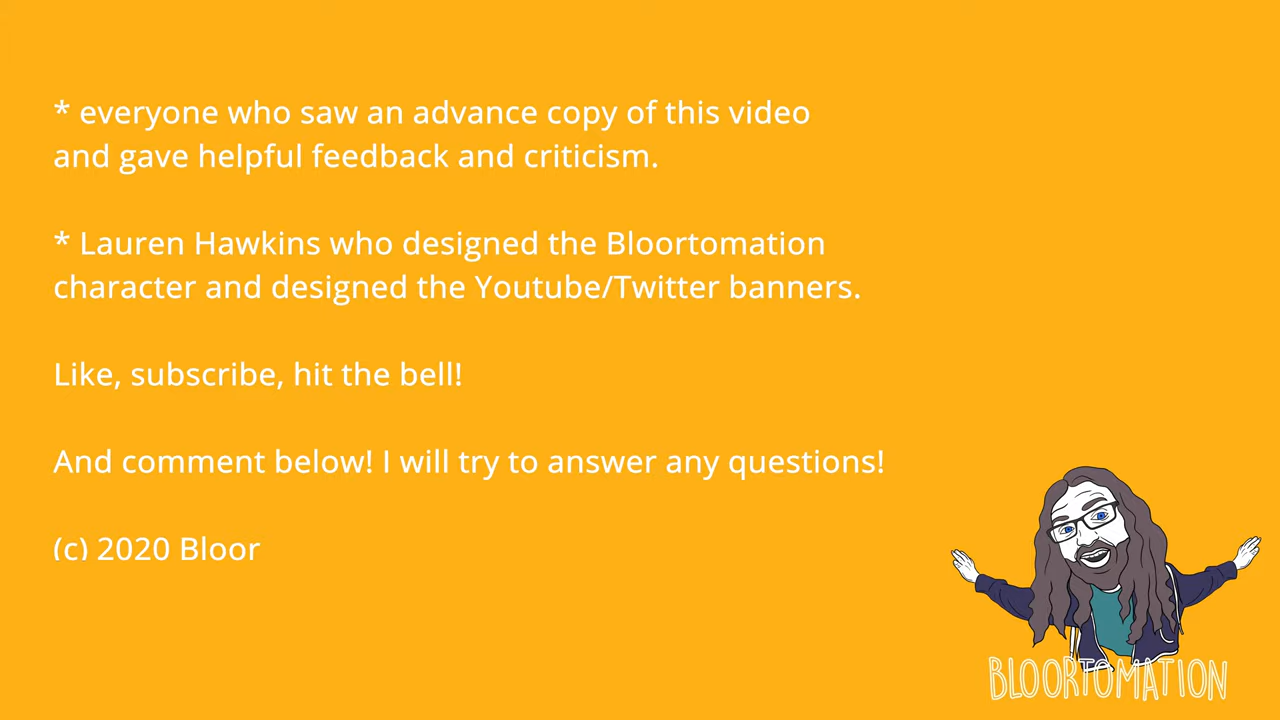 * everyone who saw an advance copy of this video
and gave helpful feedback and criticism.
* Lauren Hawkins who designed the Bloortomation
character and designed the Youtube/Twitter banners.
Like, subscribe, hit the bell!
And comment below! I will try to answer any questions!
(c) 2020 Bloor
BLOORTOMATION